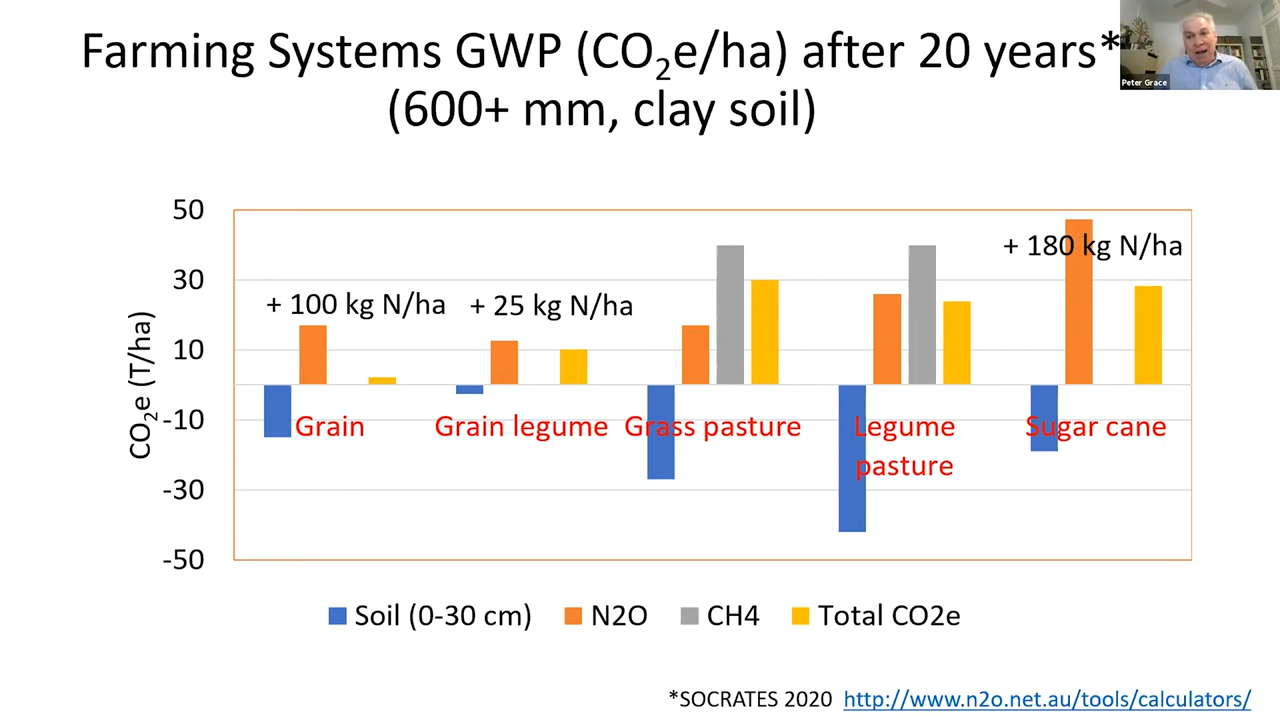 Farming Systems GWP (CO₂e/ha) after 20 years*
(600+ mm, clay soil)
Peter Grace
50
30
10
-10
-30
-50
CO₂e (T/ha)
+ 100 kg N/ha
+ 25 kg N/ha
+ 180 kg N/ha
Grain
Grain legume
Grass pasture
Legume
pasture
Sugar cane
Soil (0-30 cm)
N2O
CH4
Total CO2e
*SOCRATES 2020 http://www.n2o.net.au/tools/calculators/